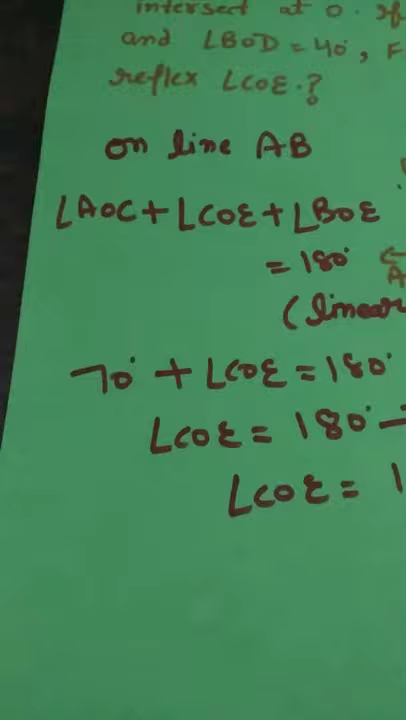 intersect at O. If
and ∠BOD = 40°, F
reflex ∠COE.?
on line AB
∠AOC + ∠COE + ∠BOE
= 180° ←
A
(linear
70° + ∠COE = 180°
∠COE = 180° –
∠COE = 1